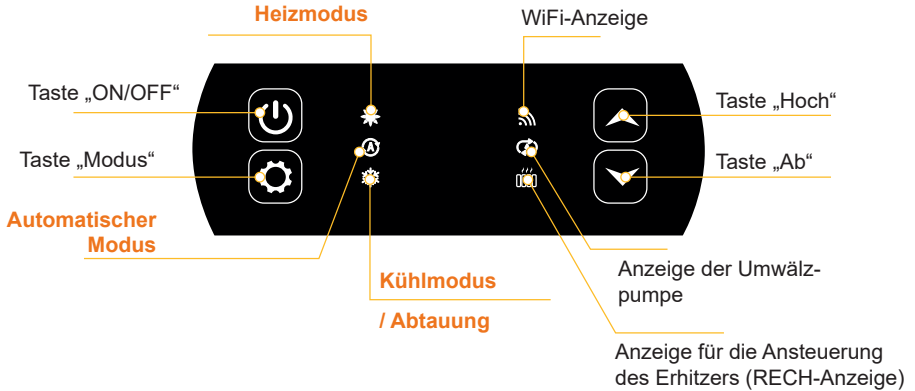 Heizmodus
WiFi-Anzeige
Taste „ON/OFF“
Taste „Hoch“
Taste „Modus“
Taste „Ab“
A
Automatischer
Modus
Kühlmodus
/ Abtauung
Anzeige der Umwälz-
pumpe
Anzeige für die Ansteuerung
des Erhitzers (RECH-Anzeige)